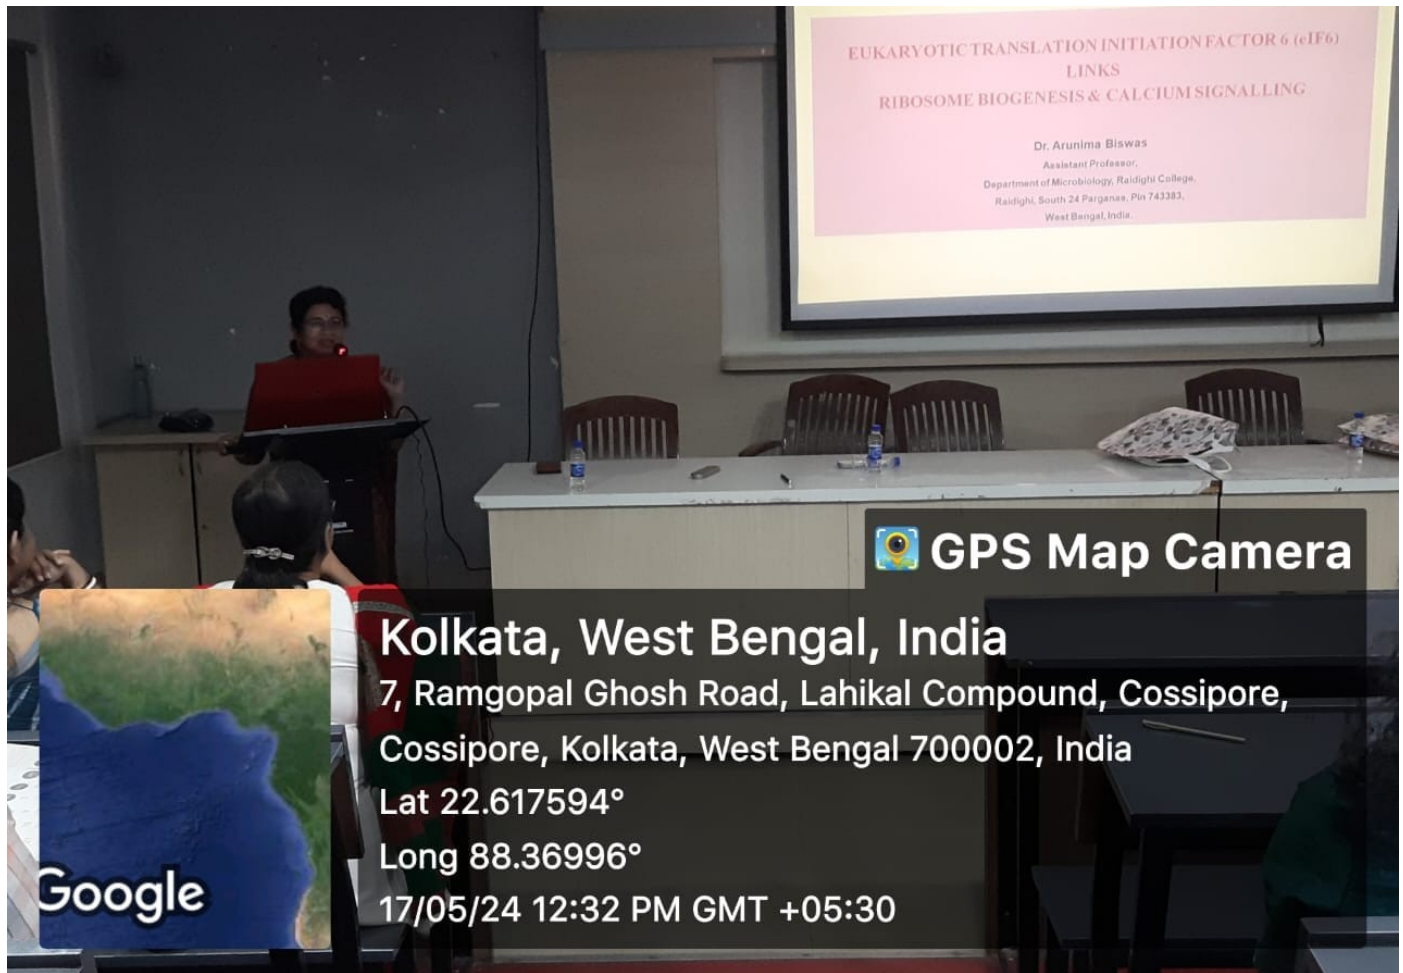 EUKARYOTIC TRANSLATION INITIATION FACTOR 6 (eIF6)
LINKS
RIBOSOME BIOGENESIS & CALCIUM SIGNALLING
Dr. Arunima Biswas
Assistant Professor,
Department of Microbiology, Raidighi College,
Raidighi, South 24 Parganas, Pin 743383,
West Bengal, India.
GPS Map Camera
Kolkata, West Bengal, India
7, Ramgopal Ghosh Road, Lahikal Compound, Cossipore,
Cossipore, Kolkata, West Bengal 700002, India
Lat 22.617594°
Long 88.36996°
17/05/24 12:32 PM GMT +05:30
Google